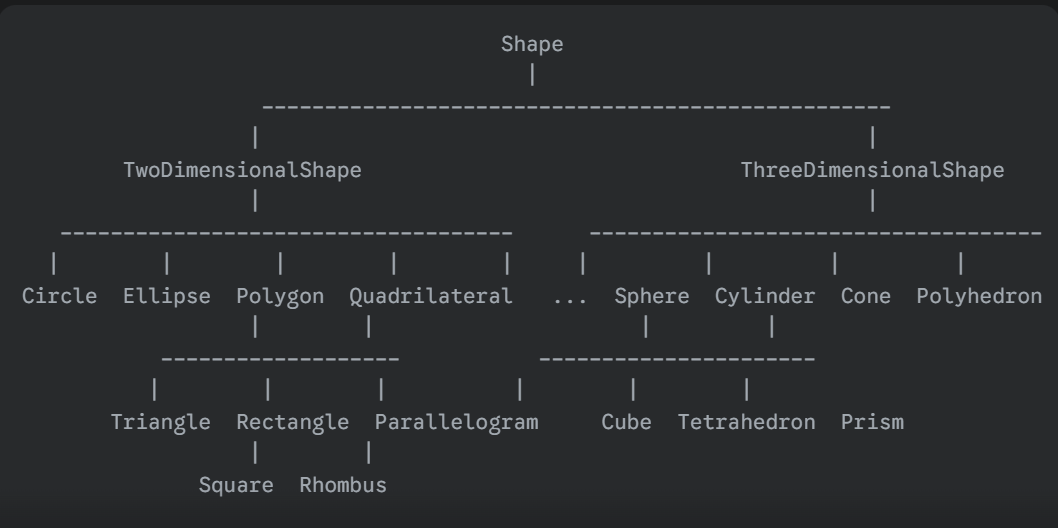 Shape
|
--------------------------------------------------
| |
TwoDimensionalShape ThreeDimensionalShape
| |
------------------------------------ ------------------------------------
| | | | | | | | |
Circle Ellipse Polygon Quadrilateral ... Sphere Cylinder Cone Polyhedron
| | | |
------------------- ----------------------
| | | | | |
Triangle Rectangle Parallelogram Cube Tetrahedron Prism
| |
Square Rhombus